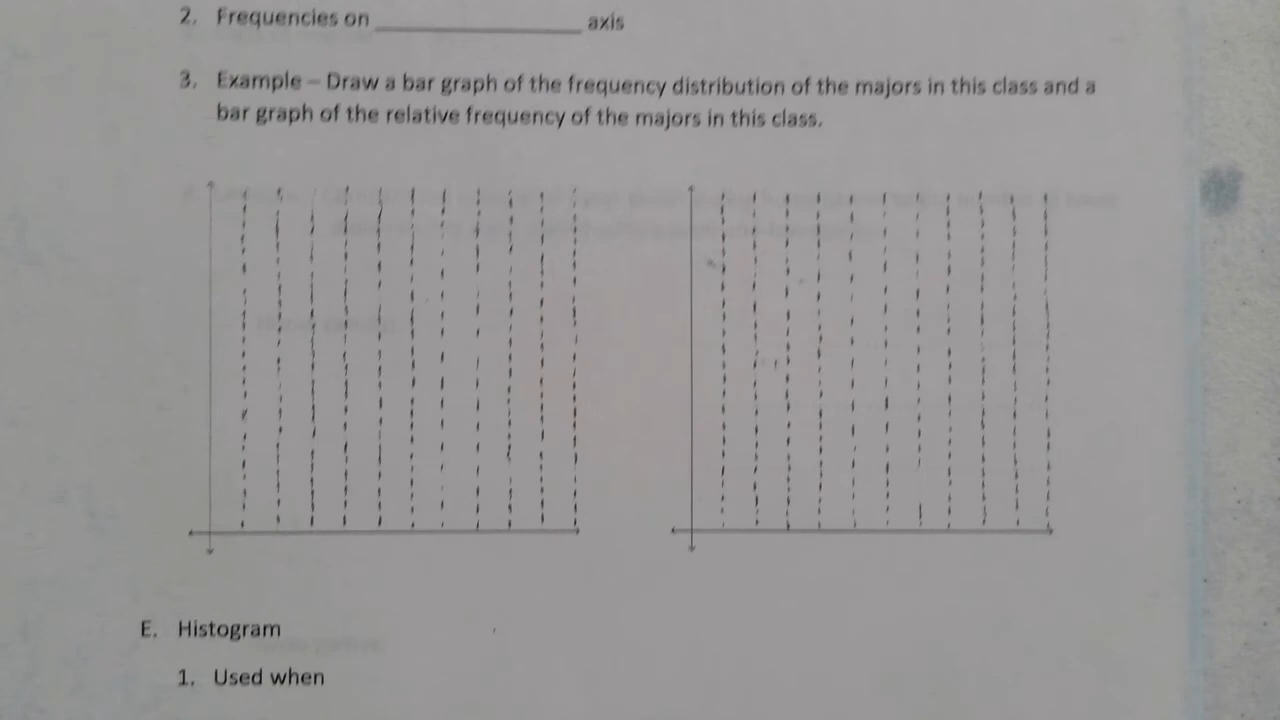 2. Frequencies on ____________________ axis
3. Example – Draw a bar graph of the frequency distribution of the majors in this class and a
bar graph of the relative frequency of the majors in this class.
E. Histogram
1. Used when